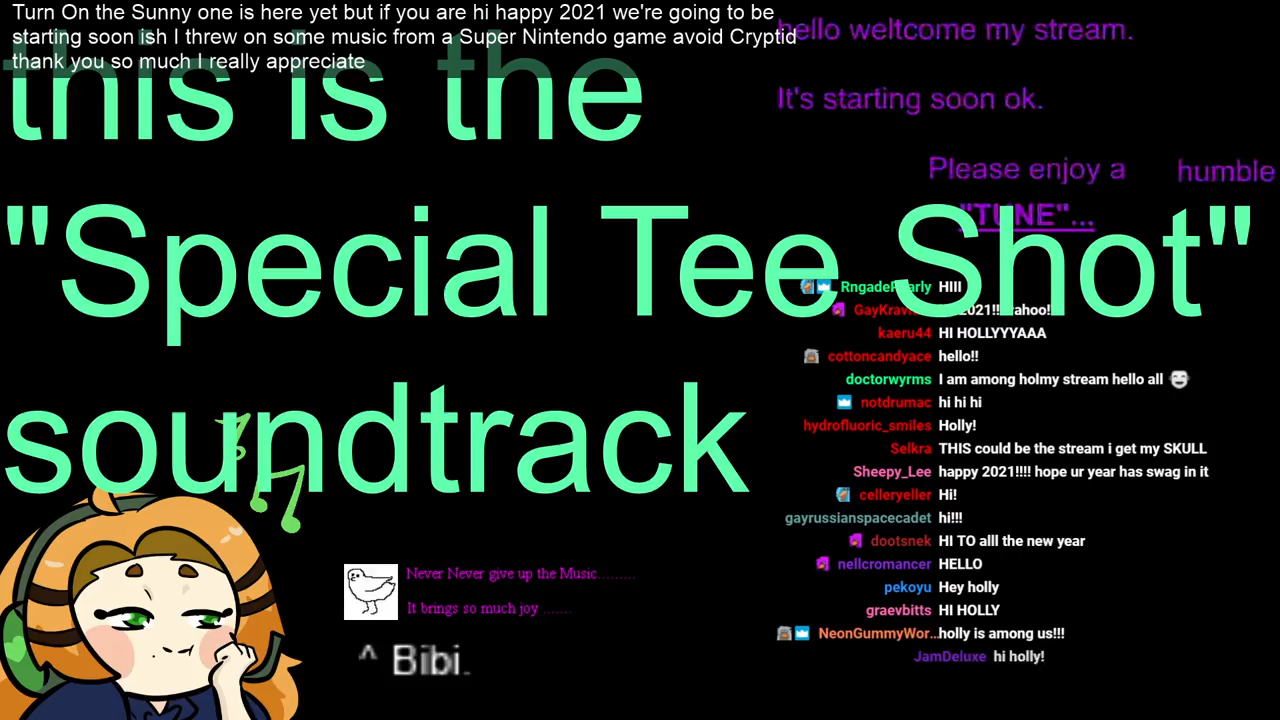 Turn On the Sunny one is here yet but if you are hi happy 2021 we're going to be
starting soon ish I threw on some music from a Super Nintendo game avoid Cryptid
thank you so much I really appreciate
this is the
"Special Tee Shot"
soundtrack
hello weltcome my stream.
It's starting soon ok.
Please enjoy a humble
"TUNE"...
HIII
2021!! yahoo!
kaeru44 HI HOLLYYYAAA
cottoncandyace hello!!
doctorwyrms I am among holmy stream hello all
notdrumac hi hi hi
hydrofluoric_smiles Holly!
Selkra THIS could be the stream i get my SKULL
Sheepy_Lee happy 2021!!!! hope ur year has swag in it
celleryeller Hi!
gayrussianspacecadet hi!!!
dootsnek HI TO alll the new year
nellcromancer HELLO
pekoyu Hey holly
graevbitts HI HOLLY
NeonGummyWor... holly is among us!!!
JamDeluxe hi holly!
Never Never give up the Music.........
It brings so much joy .......
^ Bibi.